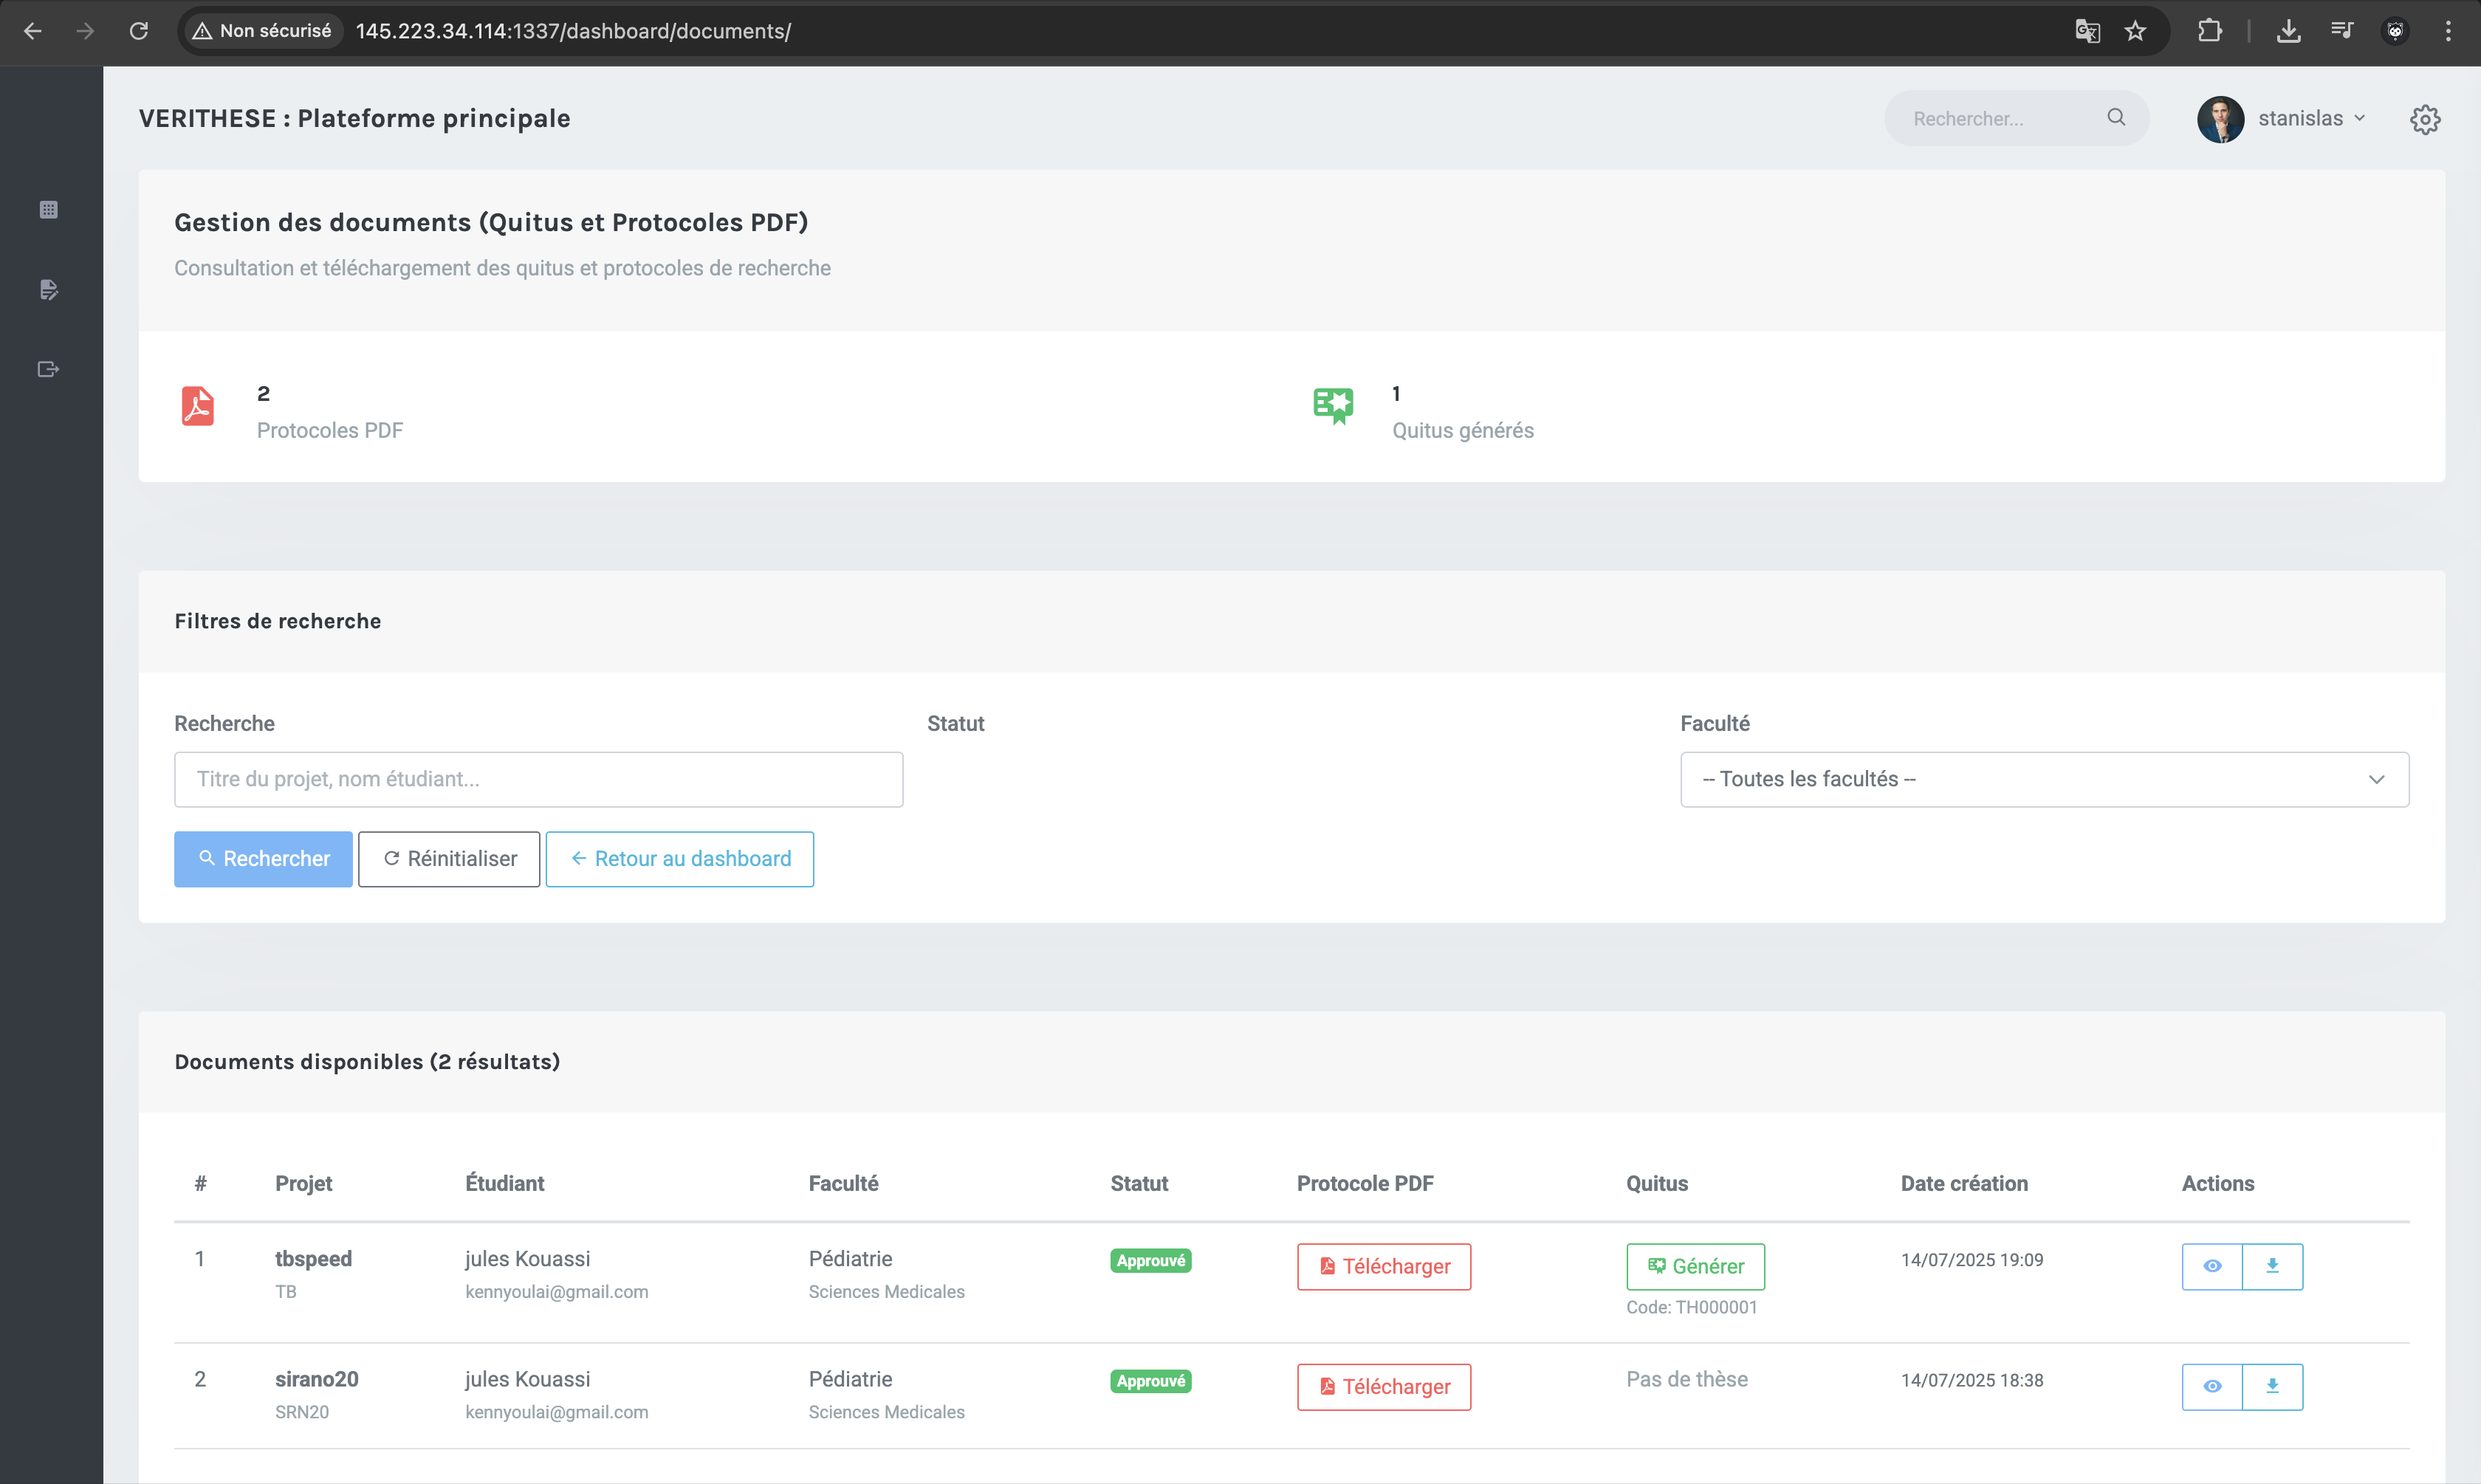 Non sécurisé 145.223.34.114:1337/dashboard/documents/
VERITHESE : Plateforme principale
Rechercher...
stanislas
Gestion des documents (Quitus et Protocoles PDF)
Consultation et téléchargement des quitus et protocoles de recherche
2
Protocoles PDF
1
Quitus générés
Filtres de recherche
Recherche Statut Faculté
Titre du projet, nom étudiant... -- Toutes les facultés --
Rechercher Réinitialiser Retour au dashboard
Documents disponibles (2 résultats)
# Projet Étudiant Faculté Statut Protocole PDF Quitus Date création Actions
1 tbspeed jules Kouassi Pédiatrie Approuvé Télécharger Générer 14/07/2025 19:09
TB kennyoulai@gmail.com Sciences Medicales Code: TH000001
2 sirano20 jules Kouassi Pédiatrie Approuvé Télécharger Pas de thèse 14/07/2025 18:38
SRN20 kennyoulai@gmail.com Sciences Medicales